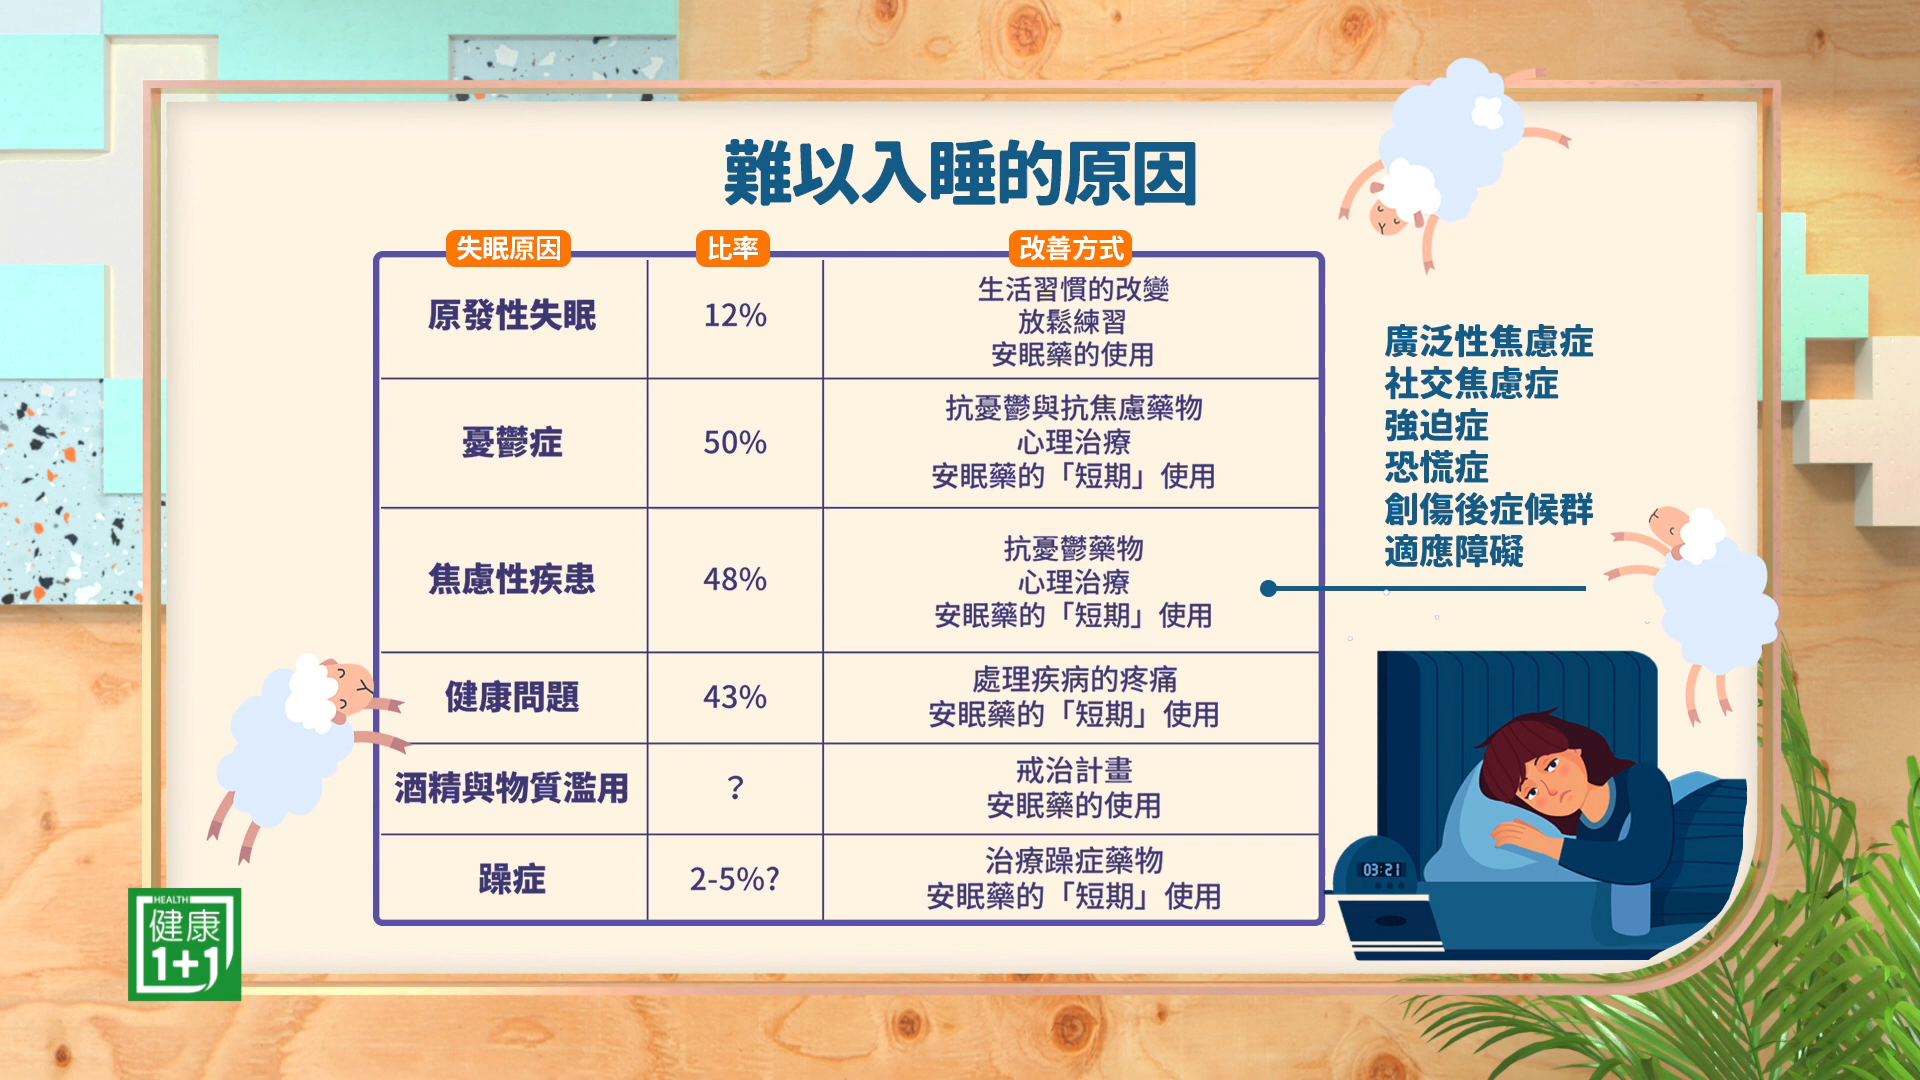 難以入睡的原因
失眠原因
比率
改善方式
原發性失眠
12%
生活習慣的改變
放鬆練習
安眠藥的使用
憂鬱症
50%
抗憂鬱與抗焦慮藥物
心理治療
安眠藥的「短期」使用
焦慮性疾患
48%
抗憂鬱藥物
心理治療
安眠藥的「短期」使用
健康問題
43%
處理疾病的疼痛
安眠藥的「短期」使用
酒精與物質濫用
?
戒治計畫
安眠藥的使用
躁症
2-5%?
治療躁症藥物
安眠藥的「短期」使用
廣泛性焦慮症
社交焦慮症
強迫症
恐慌症
創傷後症候群
適應障礙
03:21
HEALTH
健康
1+1